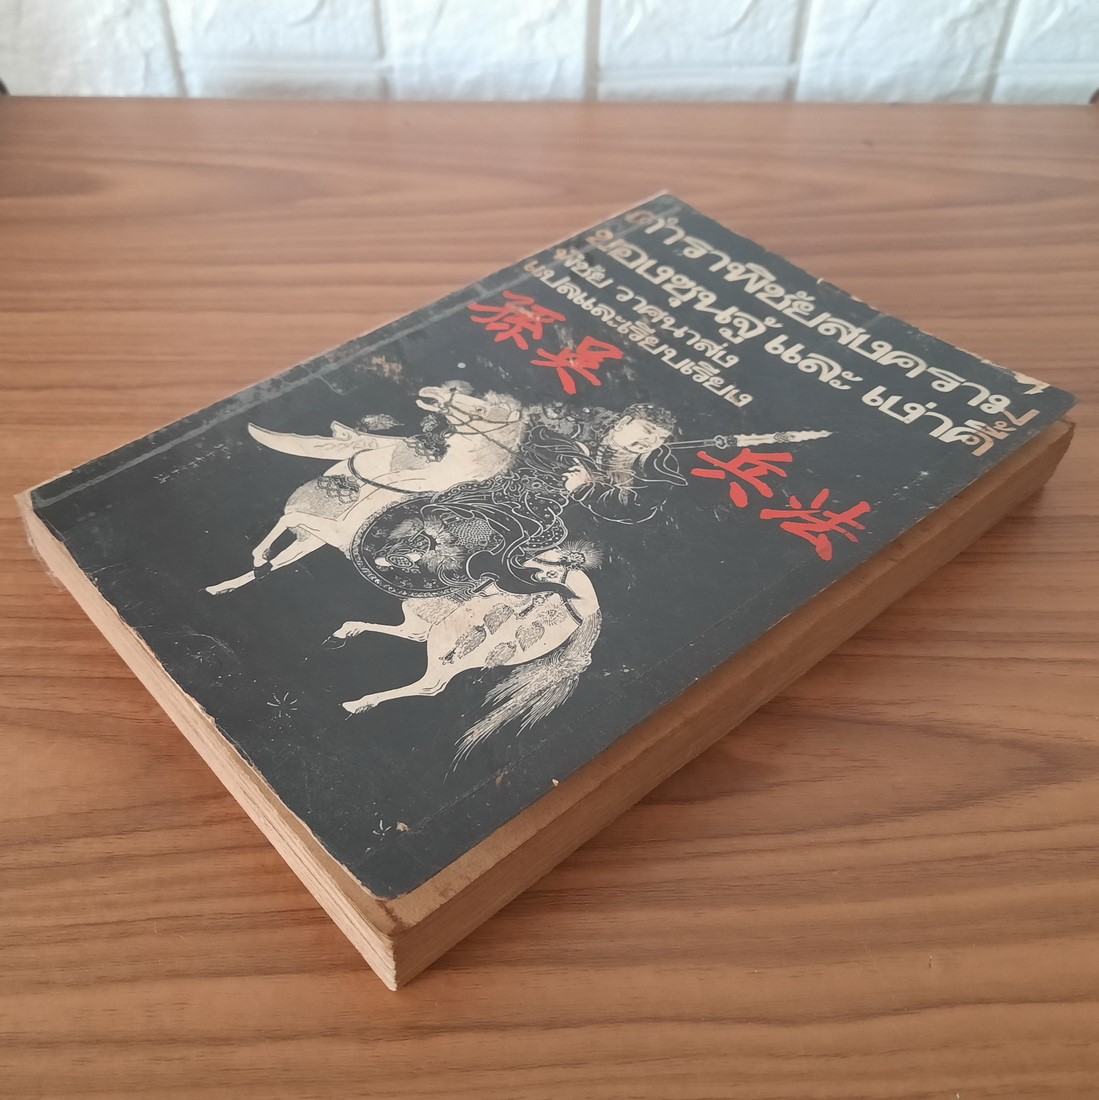 ตำราพิชัยสงคราม
ของซุนวู้ และ เง่าคี้
พิชัย วาศนาส่ง
แปลและเรียบเรียง
孫吳
兵法